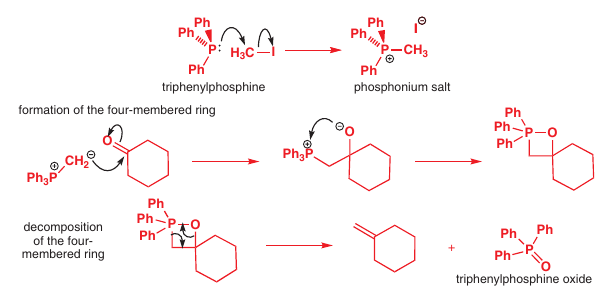 Ph
Ph
Ph
P:
H3C—I
Ph
Ph
Ph
P—CH3
⊕
I⊖
triphenylphosphine
phosphonium salt
formation of the four-membered ring
Ph3P⊕
CH2⊖
O
Ph3P⊕
O⊖
Ph
Ph
Ph
P—O
decomposition
of the four-
membered ring
Ph
Ph
Ph
P—O
+
Ph
Ph
Ph
P
O
triphenylphosphine oxide